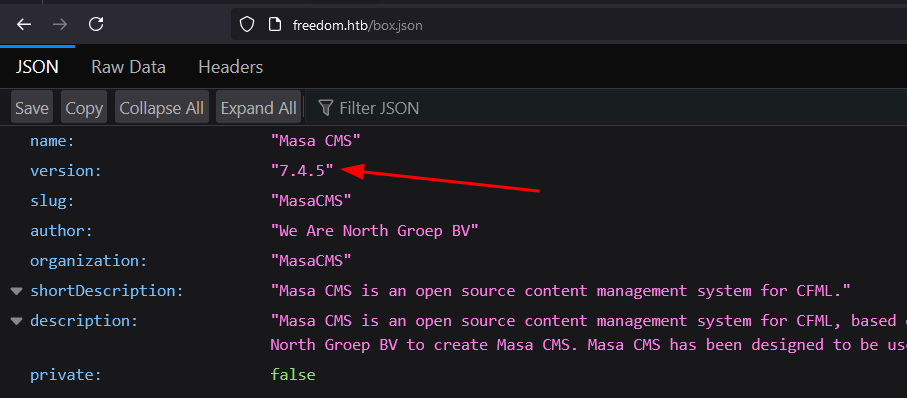 freedom.htb/box.json
JSON Raw Data Headers
Save Copy Collapse All Expand All Filter JSON
name: "Masa CMS"
version: "7.4.5"
slug: "MasaCMS"
author: "We Are North Groep BV"
organization: "MasaCMS"
shortDescription: "Masa CMS is an open source content management system for CFML."
description: "Masa CMS is an open source content management system for CFML, based
North Groep BV to create Masa CMS. Masa CMS has been designed to be
private: false